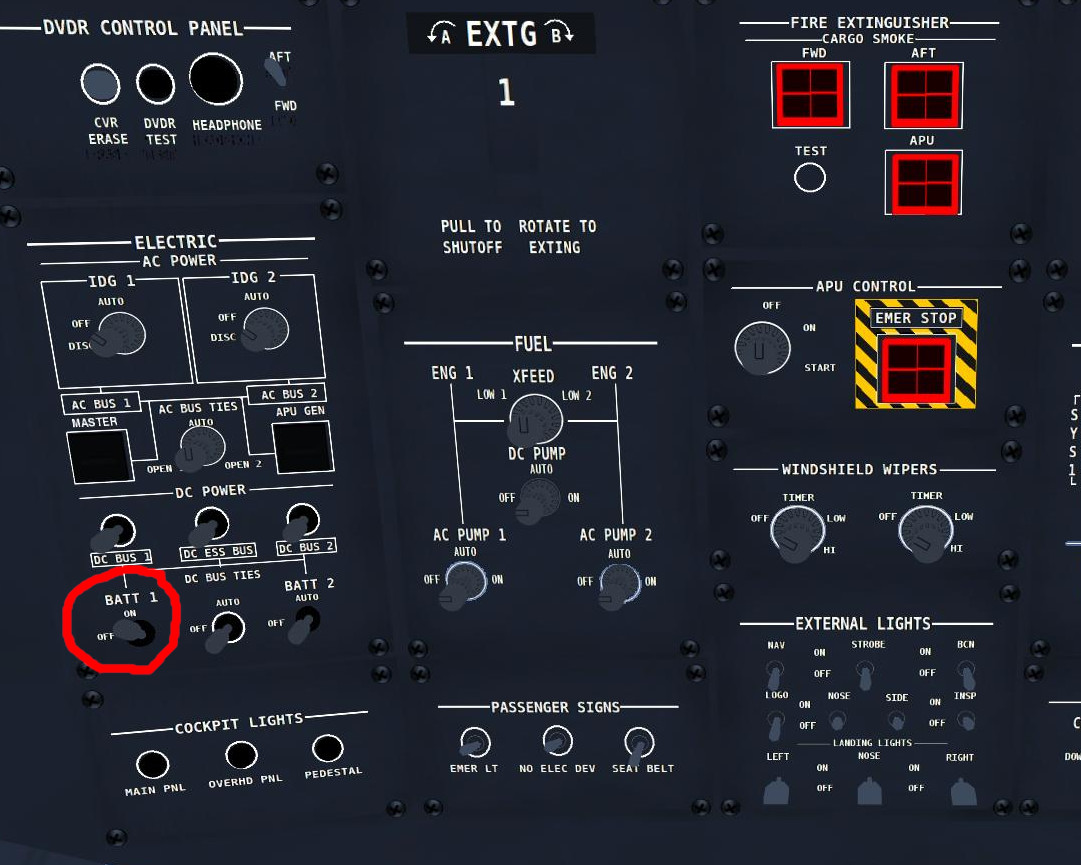 DVDR CONTROL PANEL
AFT
FWD
CVR ERASE
DVDR TEST
HEADPHONE
ELECTRIC
AC POWER
IDG 1
AUTO
OFF
DISC
IDG 2
AUTO
OFF
DISC
AC BUS 1
AC BUS TIES
AC BUS 2
MASTER
AUTO
APU GEN
OPEN
OPEN 2
DC POWER
DC BUS 1
DC ESS BUS
DC BUS 2
DC BUS TIES
BATT 1
ON
OFF
AUTO
OFF
BATT 2
AUTO
OFF
COCKPIT LIGHTS
MAIN PNL
OVERHD PNL
PEDESTAL
A EXTG B
1
PULL TO SHUTOFF
ROTATE TO EXTING
FUEL
ENG 1
XFEED
ENG 2
LOW 1
LOW 2
DC PUMP
AUTO
OFF
ON
AC PUMP 1
AUTO
OFF
ON
AC PUMP 2
AUTO
OFF
ON
PASSENGER SIGNS
EMER LT
NO ELEC DEV
SEAT BELT
FIRE EXTINGUISHER
CARGO SMOKE
FWD
AFT
TEST
APU
APU CONTROL
OFF
ON
START
EMER STOP
WINDSHIELD WIPERS
TIMER
OFF
LOW
HI
TIMER
OFF
LOW
HI
EXTERNAL LIGHTS
NAV
STROBE
BCN
ON
OFF
ON
OFF
LOGO
NOSE
SIDE
INSP
ON
OFF
ON
OFF
LANDING LIGHTS
LEFT
NOSE
RIGHT
ON
OFF
ON
OFF
S
Y
S
1